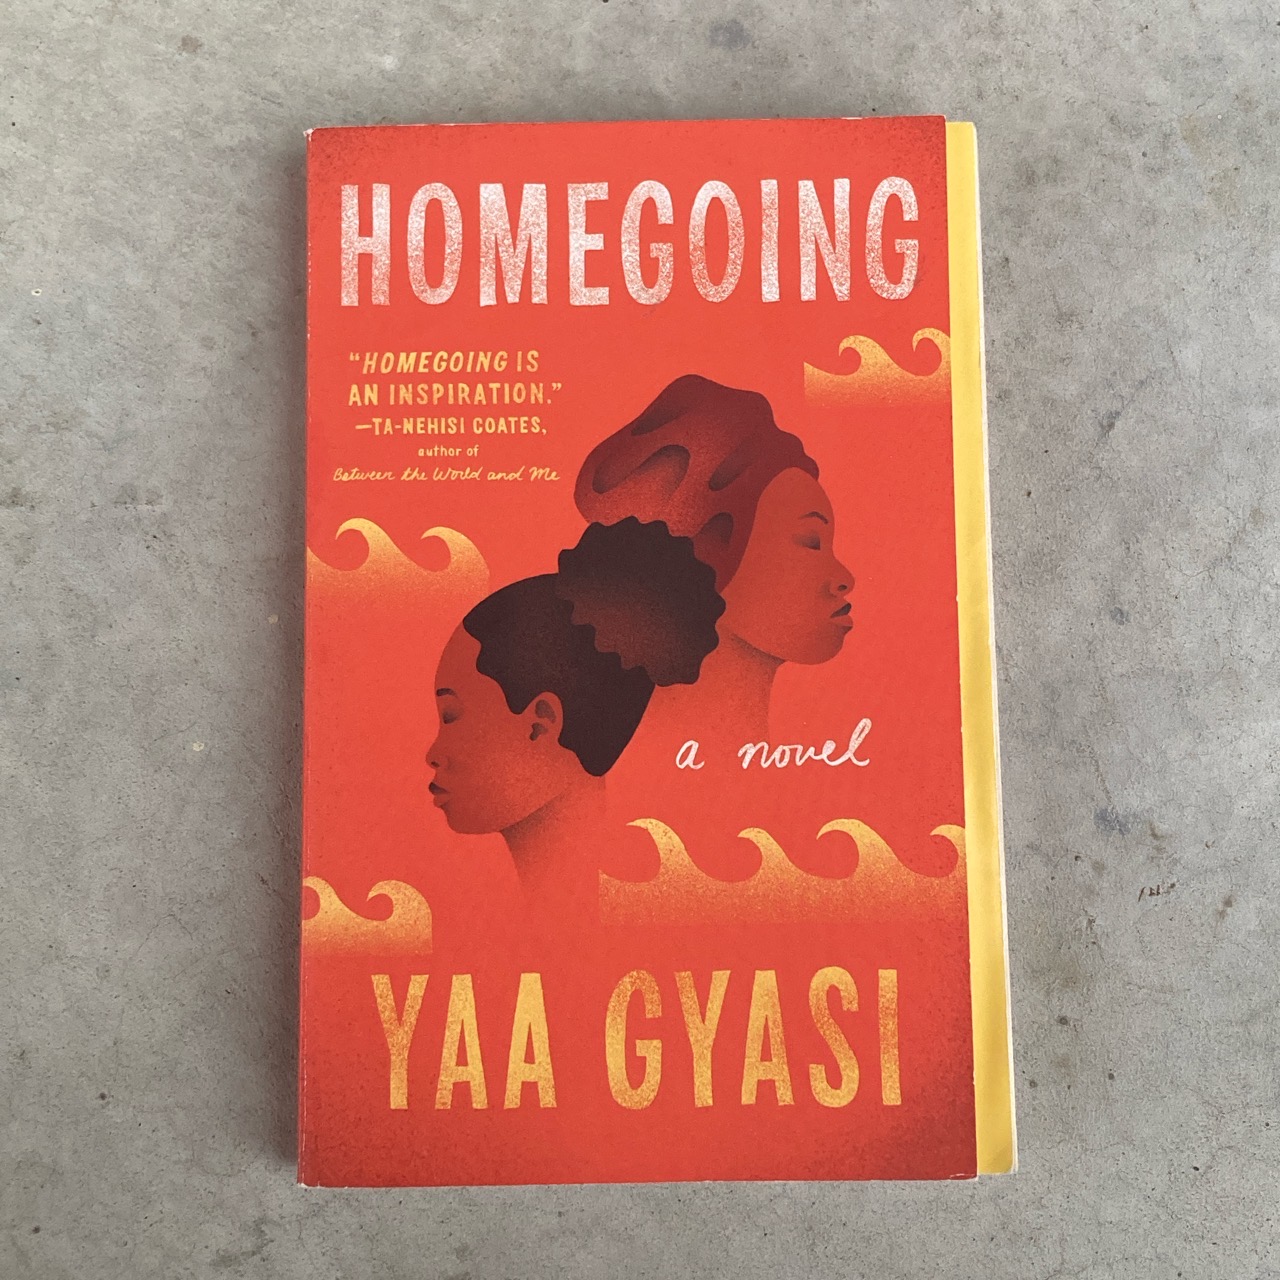 HOMEGOING
“HOMEGOING IS
AN INSPIRATION.”
—TA-NEHISI COATES,
author of
Between the World and Me
a novel
YAA GYASI